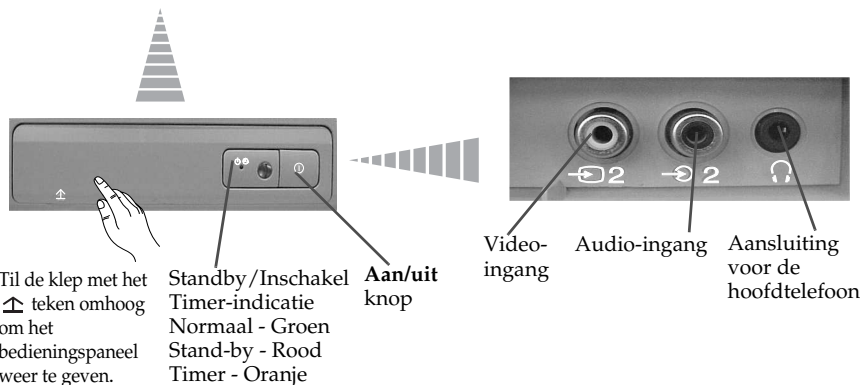 2
2
Til de klep met het
teken omhoog
om het
bedieningspaneel
weer te geven.
Standby/Inschakel
Timer-indicatie
Normaal - Groen
Stand-by - Rood
Timer - Oranje
Aan/uit
knop
Video-
ingang
Audio-ingang
Aansluiting
voor de
hoofdtelefoon